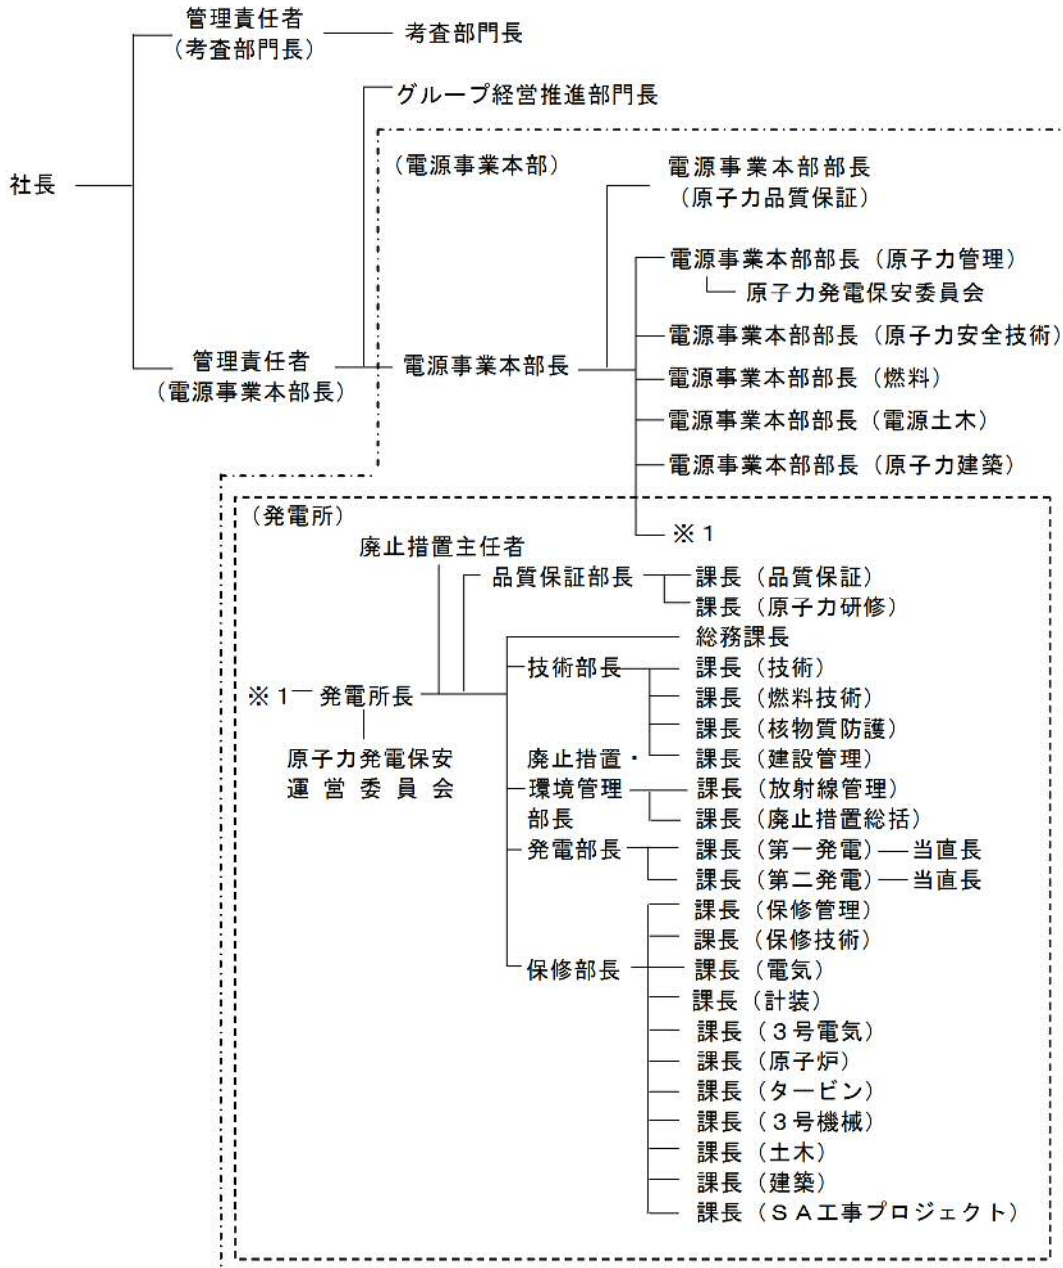 管理責任者
（考査部門長）
考査部門長
グループ経営推進部門長
社長
（電源事業本部）
電源事業本部部長
（原子力品質保証）
電源事業本部部長（原子力管理）
原子力発電保安委員会
電源事業本部部長（原子力安全技術）
管理責任者
（電源事業本部長）
電源事業本部長
電源事業本部部長（燃料）
電源事業本部部長（電源土木）
電源事業本部部長（原子力建築）
※１
（発電所）
廃止措置主任者
品質保証部長
課長（品質保証）
課長（原子力研修）
総務課長
技術部長
課長（技術）
※１
発電所長
課長（燃料技術）
課長（核物質防護）
原子力発電保安
運営委員会
課長（建設管理）
廃止措置・
環境管理
部長
課長（放射線管理）
課長（廃止措置総括）
発電部長
課長（第一発電）
当直長
課長（第二発電）
当直長
保修部長
課長（保修管理）
課長（保修技術）
課長（電気）
課長（計装）
課長（３号電気）
課長（原子炉）
課長（タービン）
課長（３号機械）
課長（土木）
課長（建築）
課長（ＳＡ工事プロジェクト）